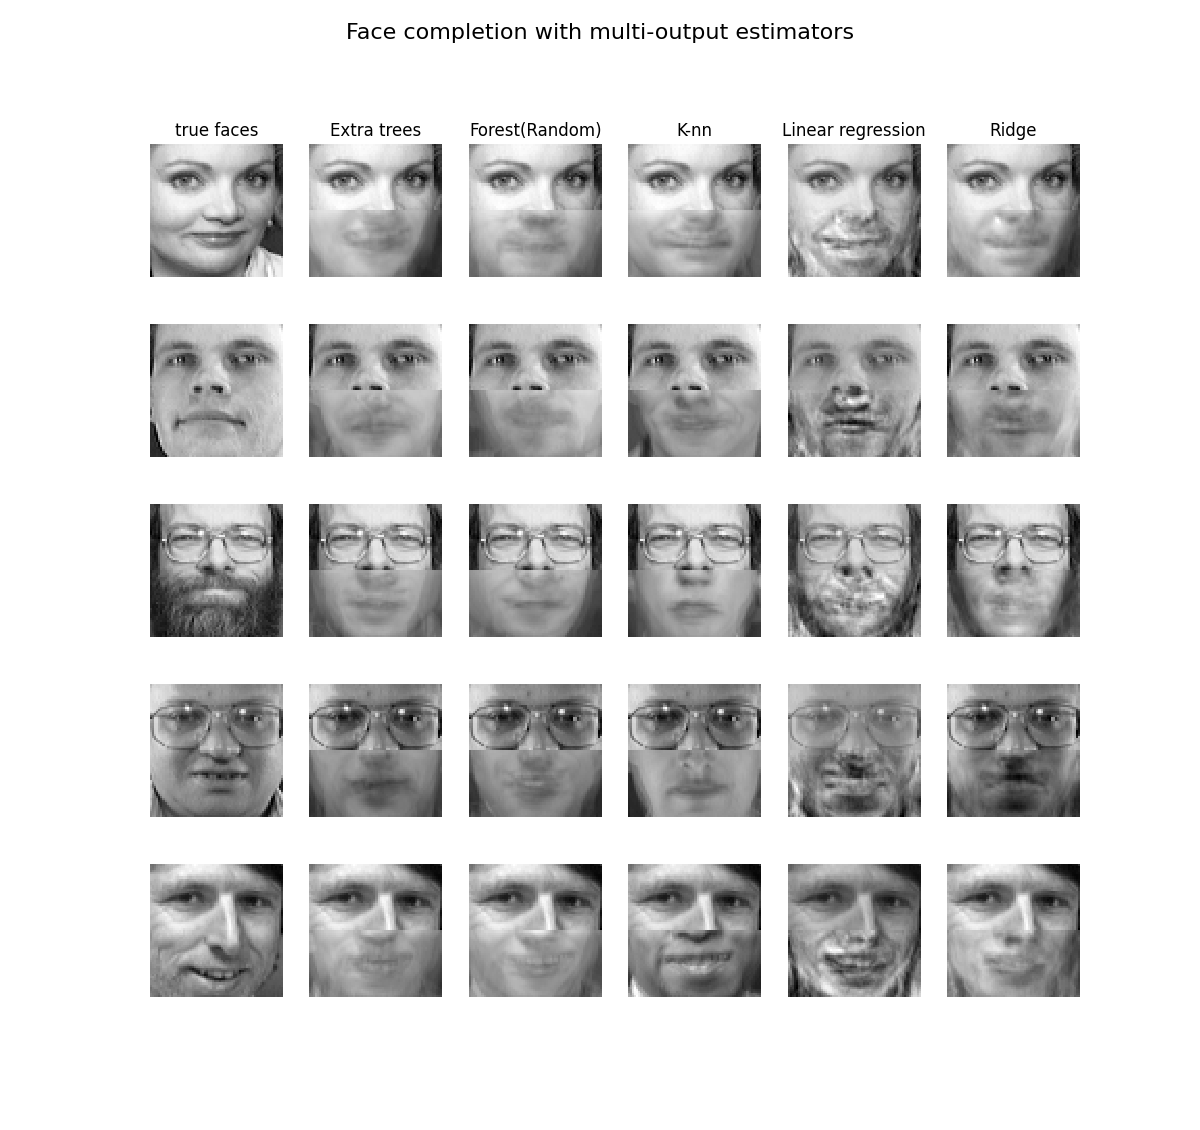 Face completion with multi-output estimators
true faces
Extra trees
Forest(Random)
K-nn
Linear regression
Ridge